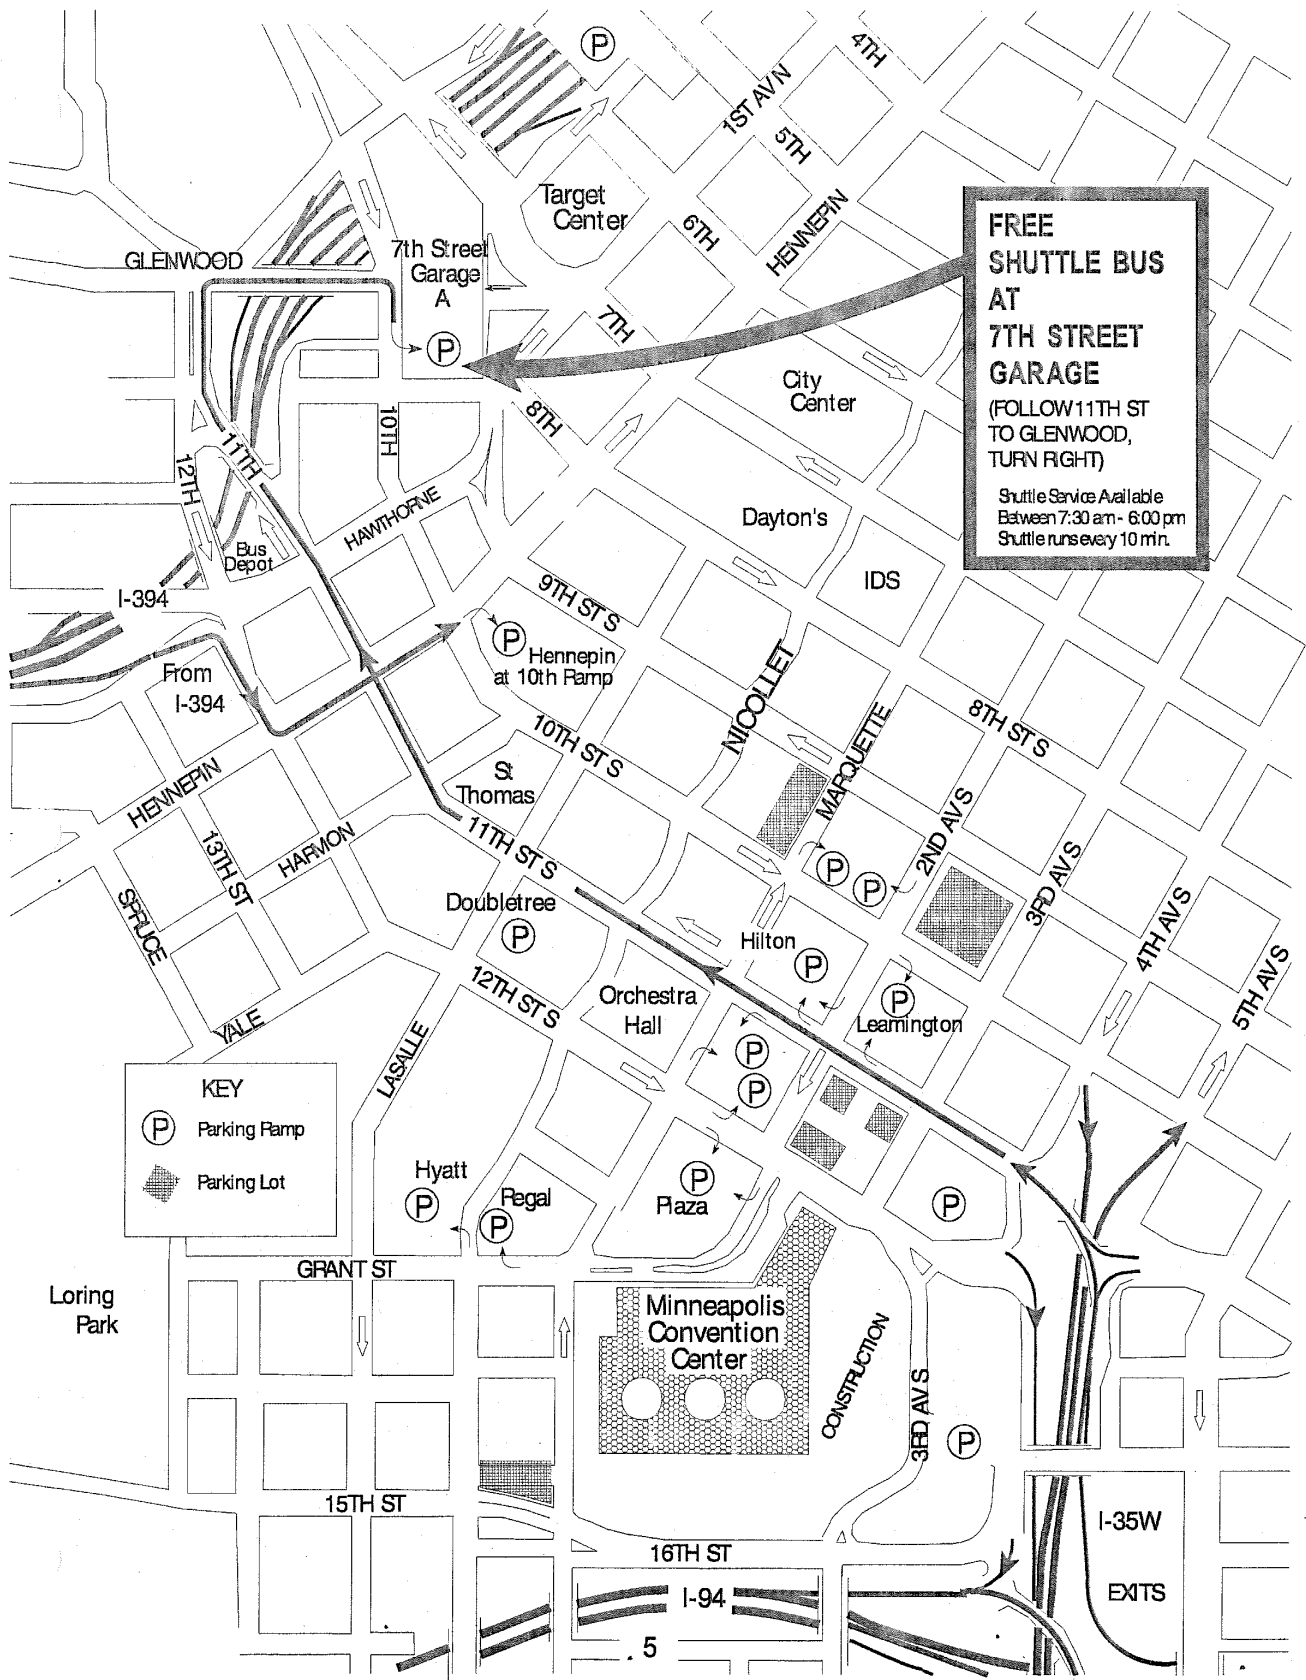 P
4TH
1ST AV N
5TH
Target
Center
6TH
HENNEPIN
FREE
SHUTTLE BUS
AT
7TH STREET
GARAGE
(FOLLOW 11TH ST
TO GLENWOOD,
TURN RIGHT)
Shuttle Service Available
Between 7:30 am - 6:00 pm
Shuttle runs every 10 min.
GLENWOOD
7th Street
Garage
A
P
7TH
City
Center
8TH
10TH
11TH
12TH
HAWTHORNE
Dayton's
Bus
Depot
IDS
I-394
9TH ST S
P
Hennepin
at 10th Ramp
From
I-394
NICOLLET
MARQUETTE
8TH ST S
10TH ST S
HENNEPIN
St
Thomas
2ND AV S
13TH ST
HARMON
11TH ST S
P
P
3RD AV S
SPRUCE
Doubletree
P
Hilton
P
4TH AV S
12TH ST S
Orchestra
Hall
P
Leamington
5TH AV S
YALE
LASALLE
P
P
KEY
P
Parking Ramp
Parking Lot
Hyatt
P
Regal
P
P
Plaza
P
GRANT ST
Loring
Park
Minneapolis
Convention
Center
CONSTRUCTION
3RD AV S
P
15TH ST
I-35W
EXITS
16TH ST
I-94
5